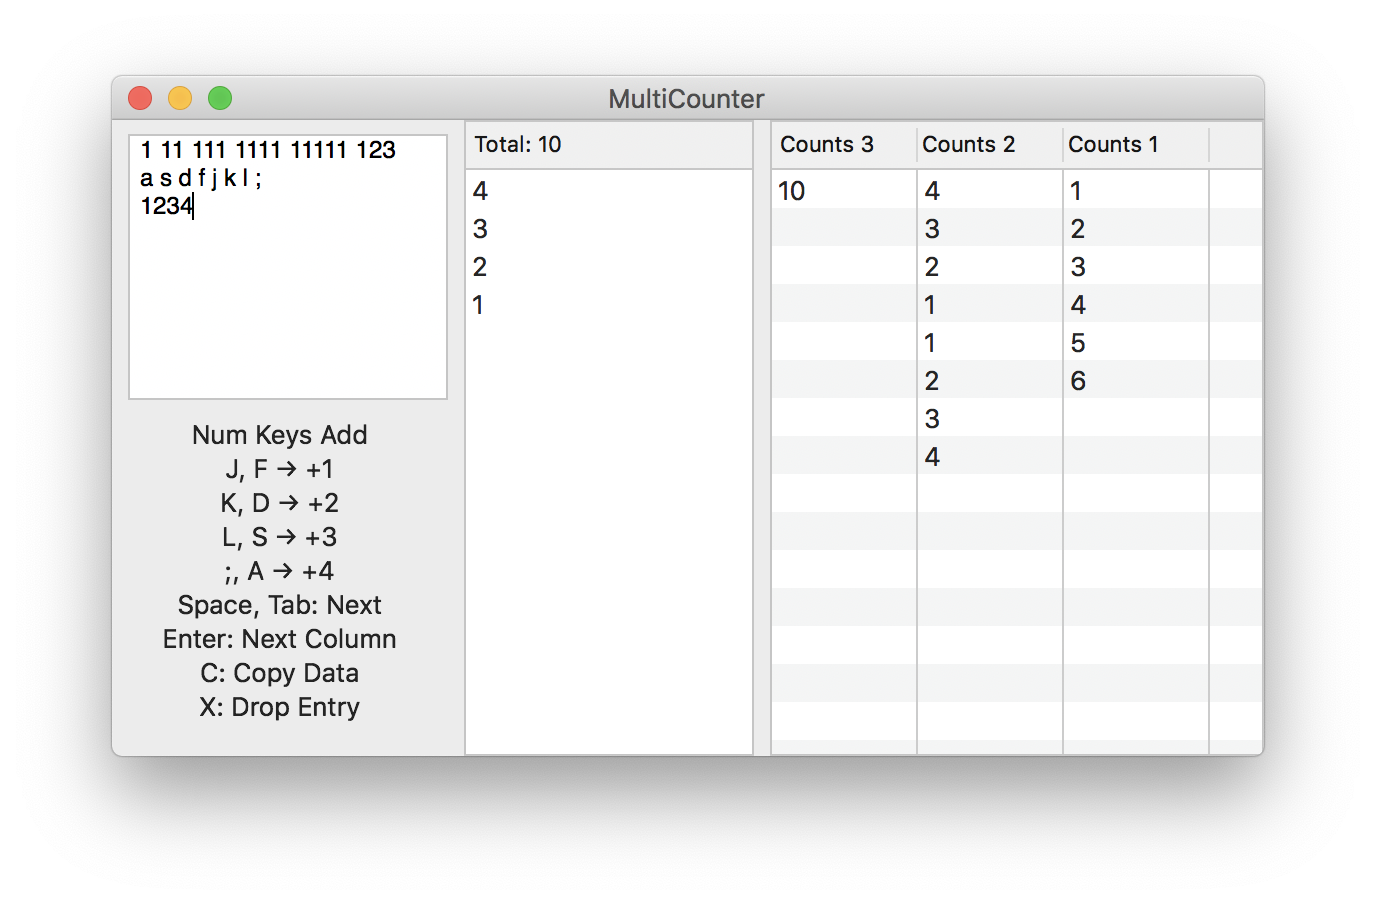 MultiCounter
1 11 111 1111 11111 123
a s d f j k l ;
1234
Num Keys Add
J, F → +1
K, D → +2
L, S → +3
;, A → +4
Space, Tab: Next
Enter: Next Column
C: Copy Data
X: Drop Entry
Total: 10
4
3
2
1
Counts 3 Counts 2 Counts 1
10 4 1
3 2
2 3
1 4
1 5
2 6
3
4